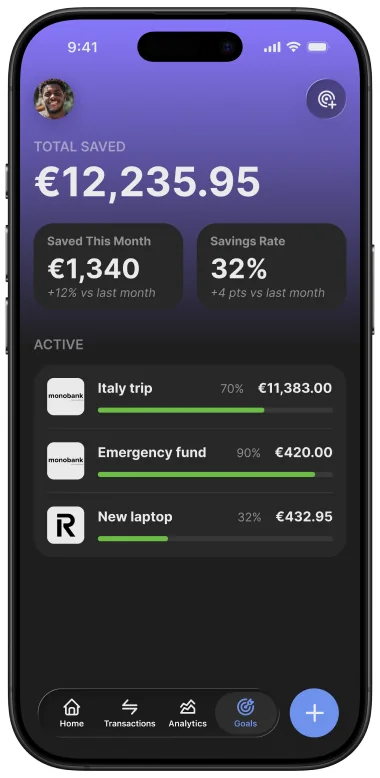 9:41
TOTAL SAVED
€12,235.95
Saved This Month
€1,340
+12% vs last month
Savings Rate
32%
+4 pts vs last month
ACTIVE
monobank
Italy trip 70% €11,383.00
monobank
Emergency fund 90% €420.00
R
New laptop 32% €432.95
Home Transactions Analytics Goals